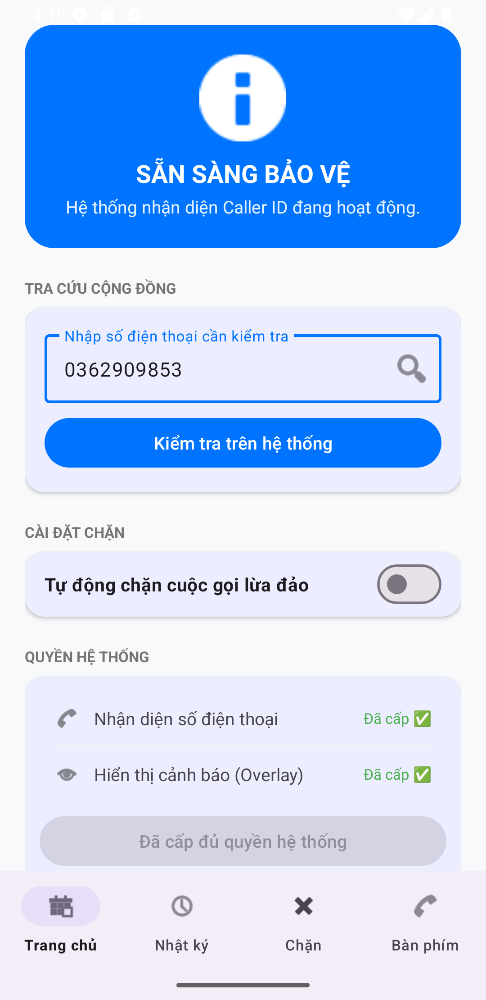 4:19
SẴN SÀNG BẢO VỆ
Hệ thống nhận diện Caller ID đang hoạt động.
TRA CỨU CỘNG ĐỒNG
Nhập số điện thoại cần kiểm tra
0362909853
Kiểm tra trên hệ thống
CÀI ĐẶT CHẶN
Tự động chặn cuộc gọi lừa đảo
QUYỀN HỆ THỐNG
Nhận diện số điện thoại Đã cấp ✅
Hiển thị cảnh báo (Overlay) Đã cấp ✅
Đã cấp đủ quyền hệ thống
Trang chủ Nhật ký Chặn Bàn phím